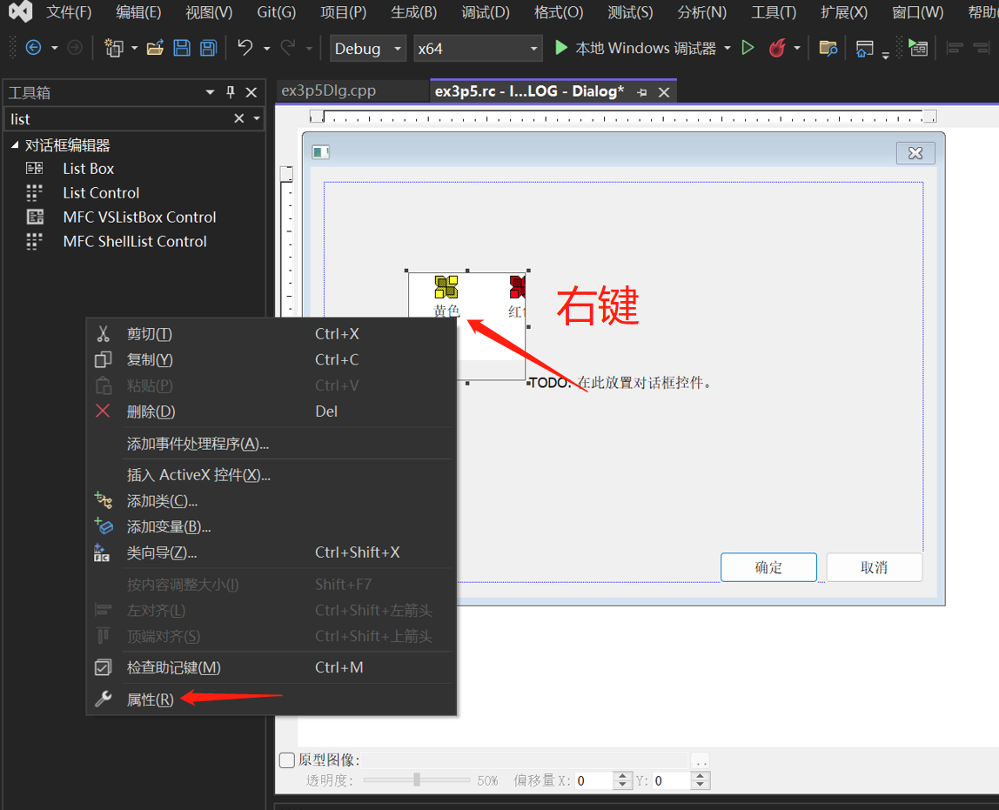 文件(F) 编辑(E) 视图(V) Git(G) 项目(P) 生成(B) 调试(D) 格式(O) 测试(S) 分析(N) 工具(T) 扩展(X) 窗口(W) 帮助(
Debug x64 本地 Windows 调试器
工具箱
ex3p5Dlg.cpp ex3p5.rc - I...LOG - Dialog*
list
对话框编辑器
List Box
List Control
MFC VSListBox Control
MFC ShellList Control
黄色 红
右键
剪切(T) Ctrl+X
复制(Y) Ctrl+C
粘贴(P) Ctrl+V
删除(D) Del
添加事件处理程序(A)...
插入 ActiveX 控件(X)...
添加类(C)...
添加变量(B)...
类向导(Z)... Ctrl+Shift+X
按内容调整大小(I) Shift+F7
左对齐(L) Ctrl+Shift+左箭头
顶端对齐(S) Ctrl+Shift+上箭头
检查助记键(M) Ctrl+M
属性(R)
TODO: 在此放置对话框控件。
确定 取消
原型图像: ..
透明度: 50% 偏移量 X: 0 Y: 0